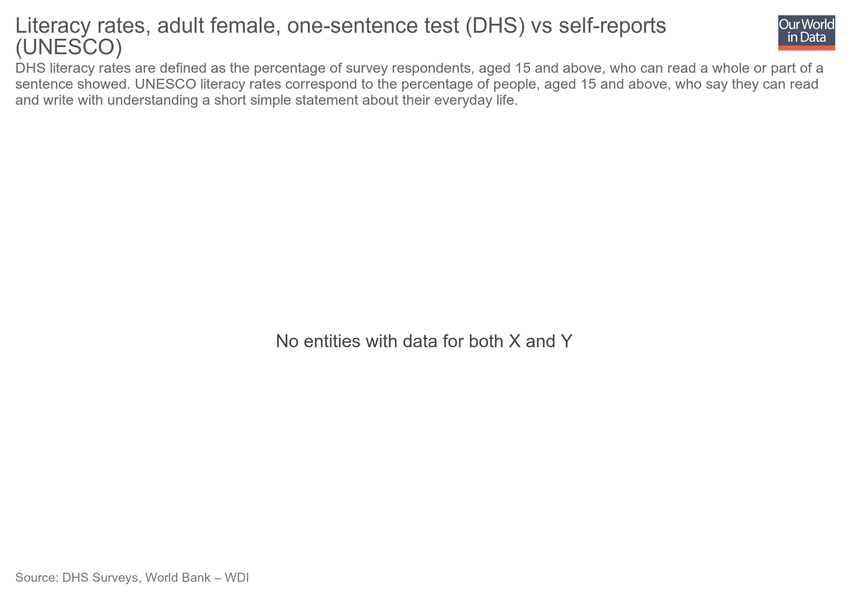 Literacy rates, adult female, one-sentence test (DHS) vs self-reports
(UNESCO)
Our World
in Data
DHS literacy rates are defined as the percentage of survey respondents, aged 15 and above, who can read a whole or part of a
sentence showed. UNESCO literacy rates correspond to the percentage of people, aged 15 and above, who say they can read
and write with understanding a short simple statement about their everyday life.
No entities with data for both X and Y
Source: DHS Surveys, World Bank – WDI